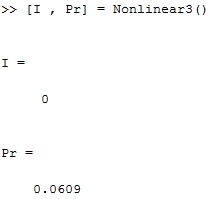 >> [I , Pr] = Nonlinear3()
I =
0
Pr =
0.0609